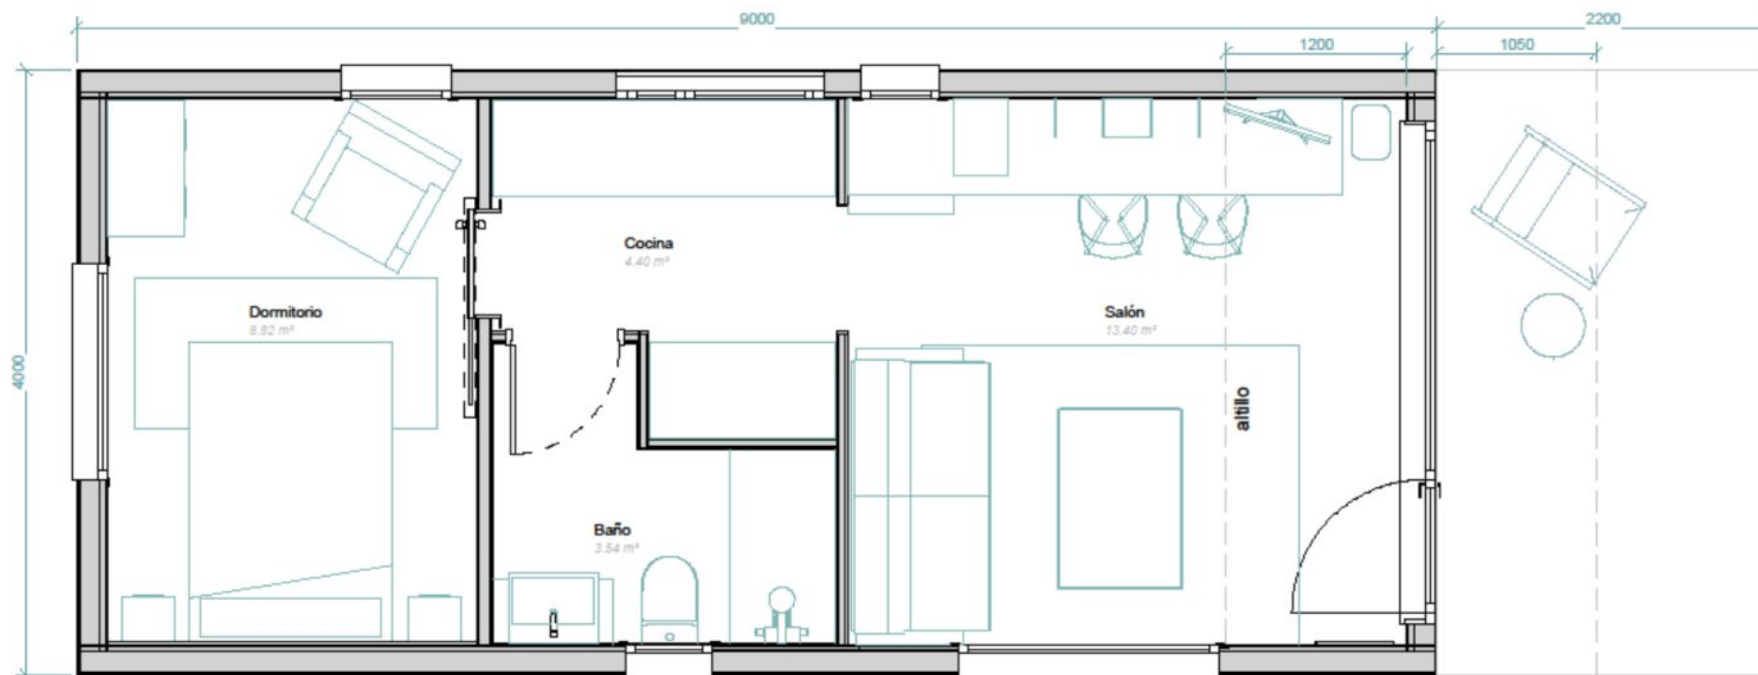 9000
2200
1200
1050
4000
Cocina
4.40 m²
Dormitorio
8.82 m²
Salón
13.40 m²
altillo
Baño
3.54 m²